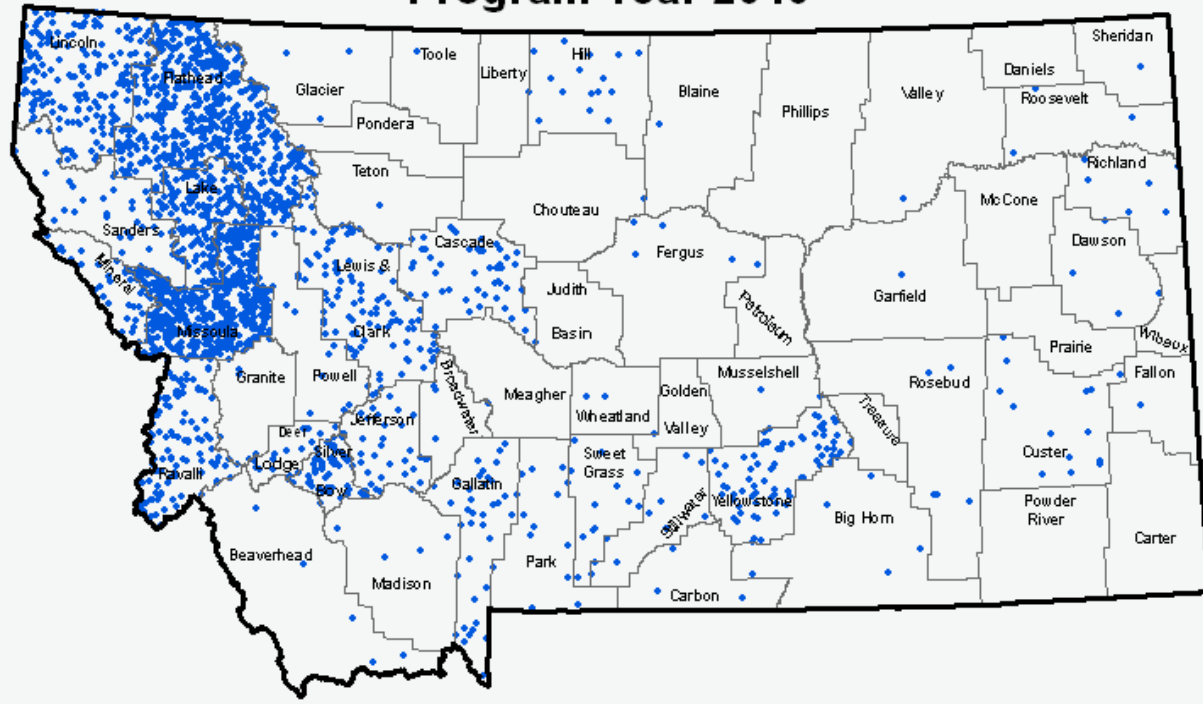 Program Year 2010
Lincoln
Flathead
Glacier
Toole
Liberty
Hill
Blaine
Phillips
Valley
Daniels
Sheridan
Roosevelt
Pondera
Teton
Chouteau
Richland
McCone
Lake
Sanders
Mineral
Missoula
Lewis &
Clark
Cascade
Judith
Basin
Fergus
Petroleum
Garfield
Dawson
Prairie
Wibaux
Fallon
Granite
Powell
Broadwater
Meagher
Wheatland
Golden
Valley
Musselshell
Rosebud
Treasure
Custer
Jefferson
Deer
Lodge
Silver
Bow
Ravalli
Gallatin
Sweet
Grass
Stillwater
Yellowstone
Big Horn
Powder
River
Carter
Beaverhead
Madison
Park
Carbon